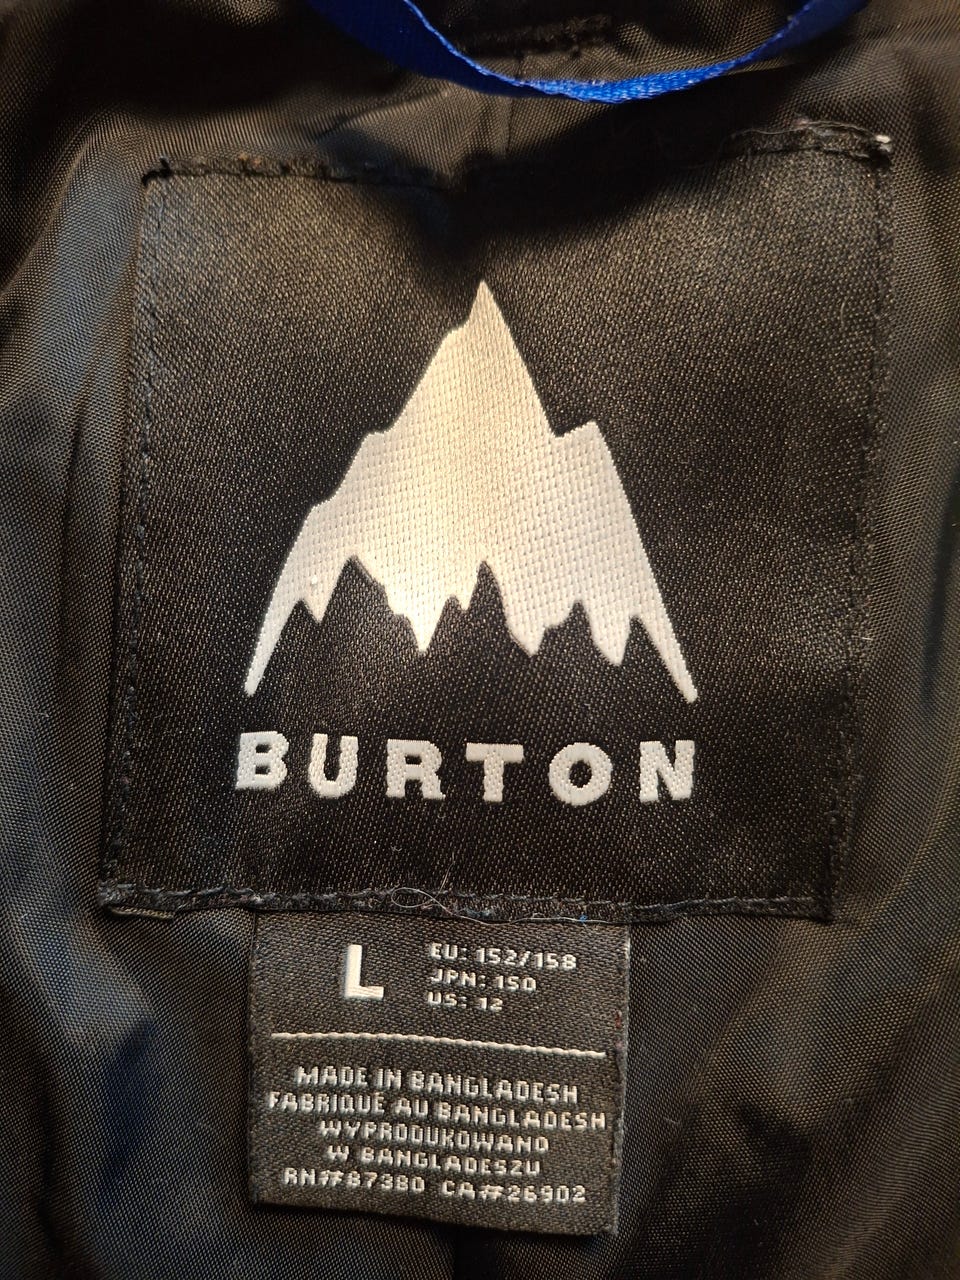 BURTON
L
EU: 152/158
JPN: 150
US: 12
MADE IN BANGLADESH
FABRIQUÉ AU BANGLADESH
WYPRODUKOWANO
W BANGLADESZU
RN#87380 CA#26902